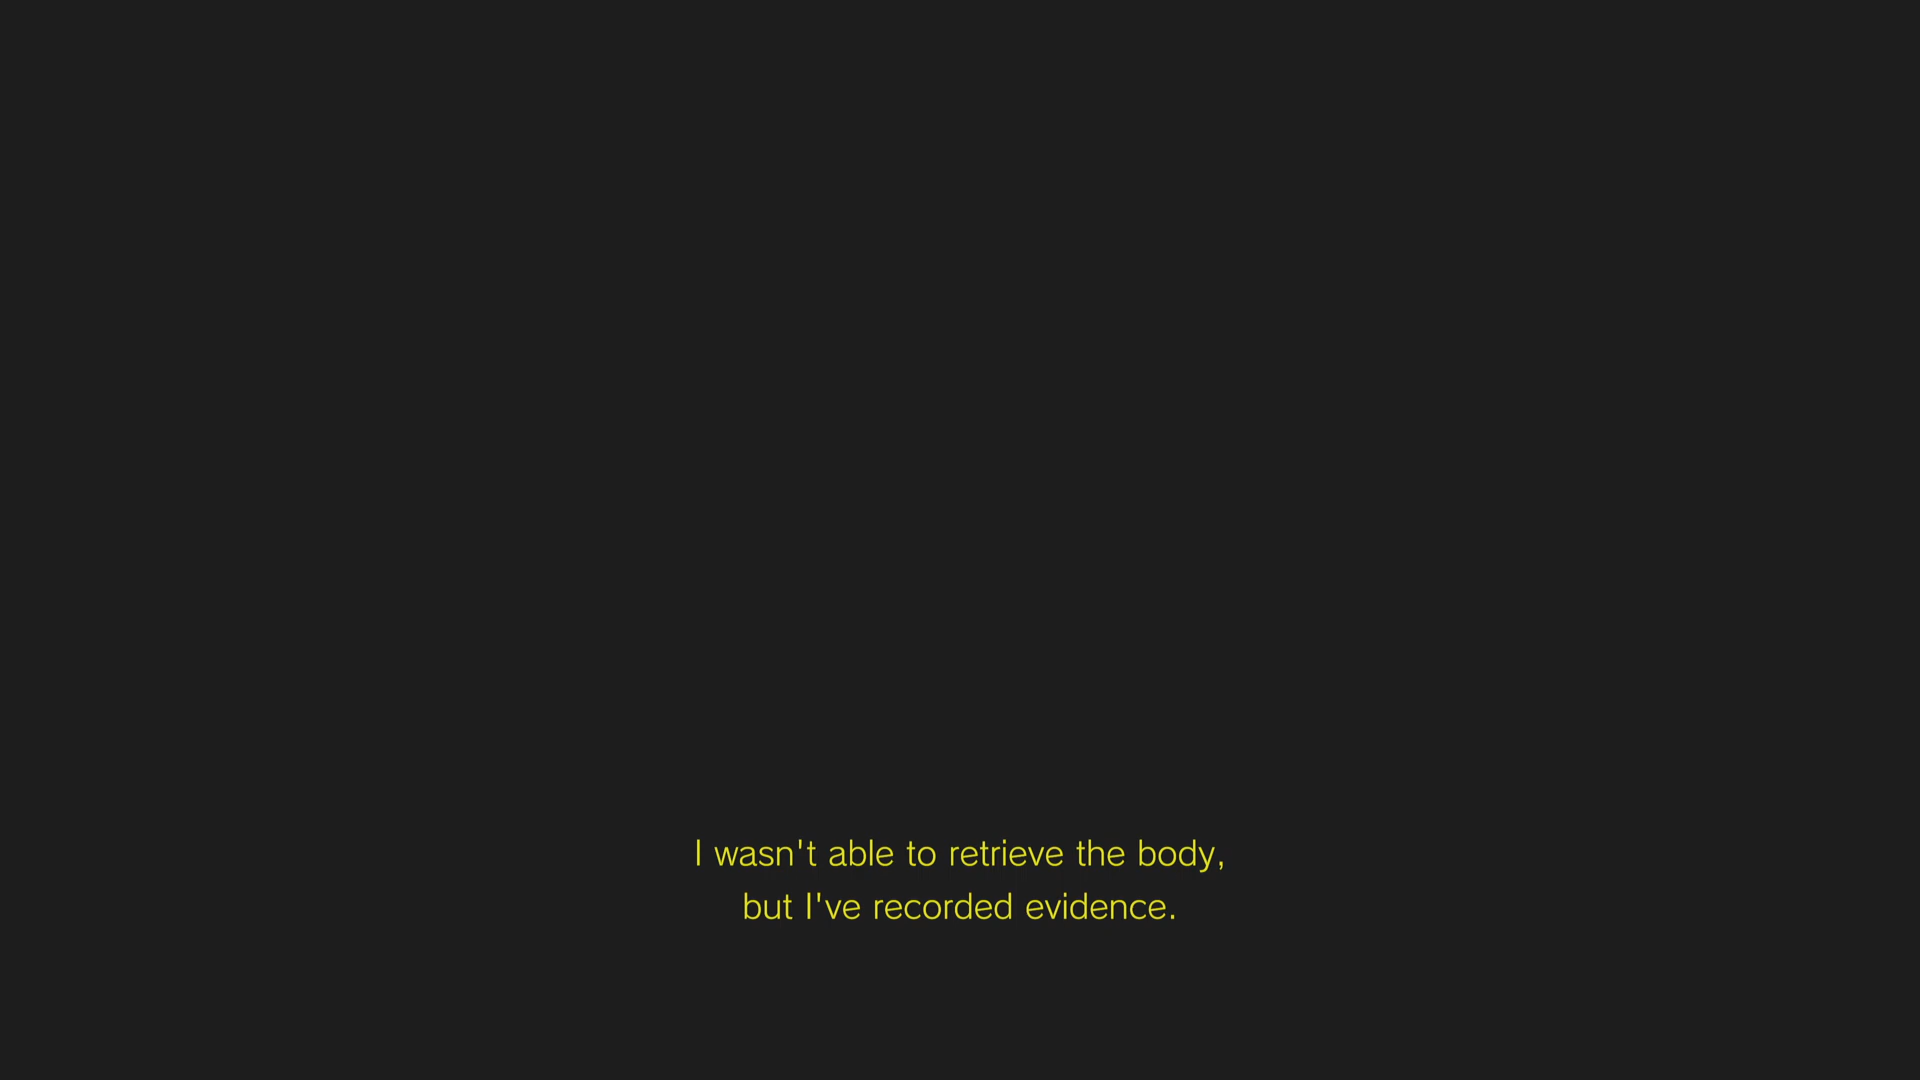 I wasn't able to retrieve the body,
but I've recorded evidence.